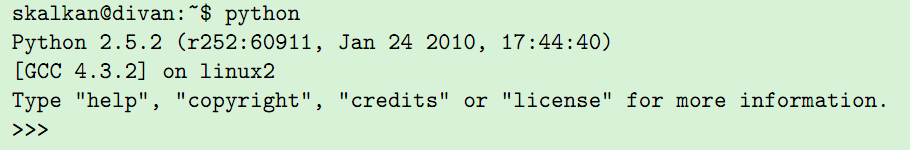 skalkan@divan:~$ python
Python 2.5.2 (r252:60911, Jan 24 2010, 17:44:40)
[GCC 4.3.2] on linux2
Type "help", "copyright", "credits" or "license" for more information.
>>>